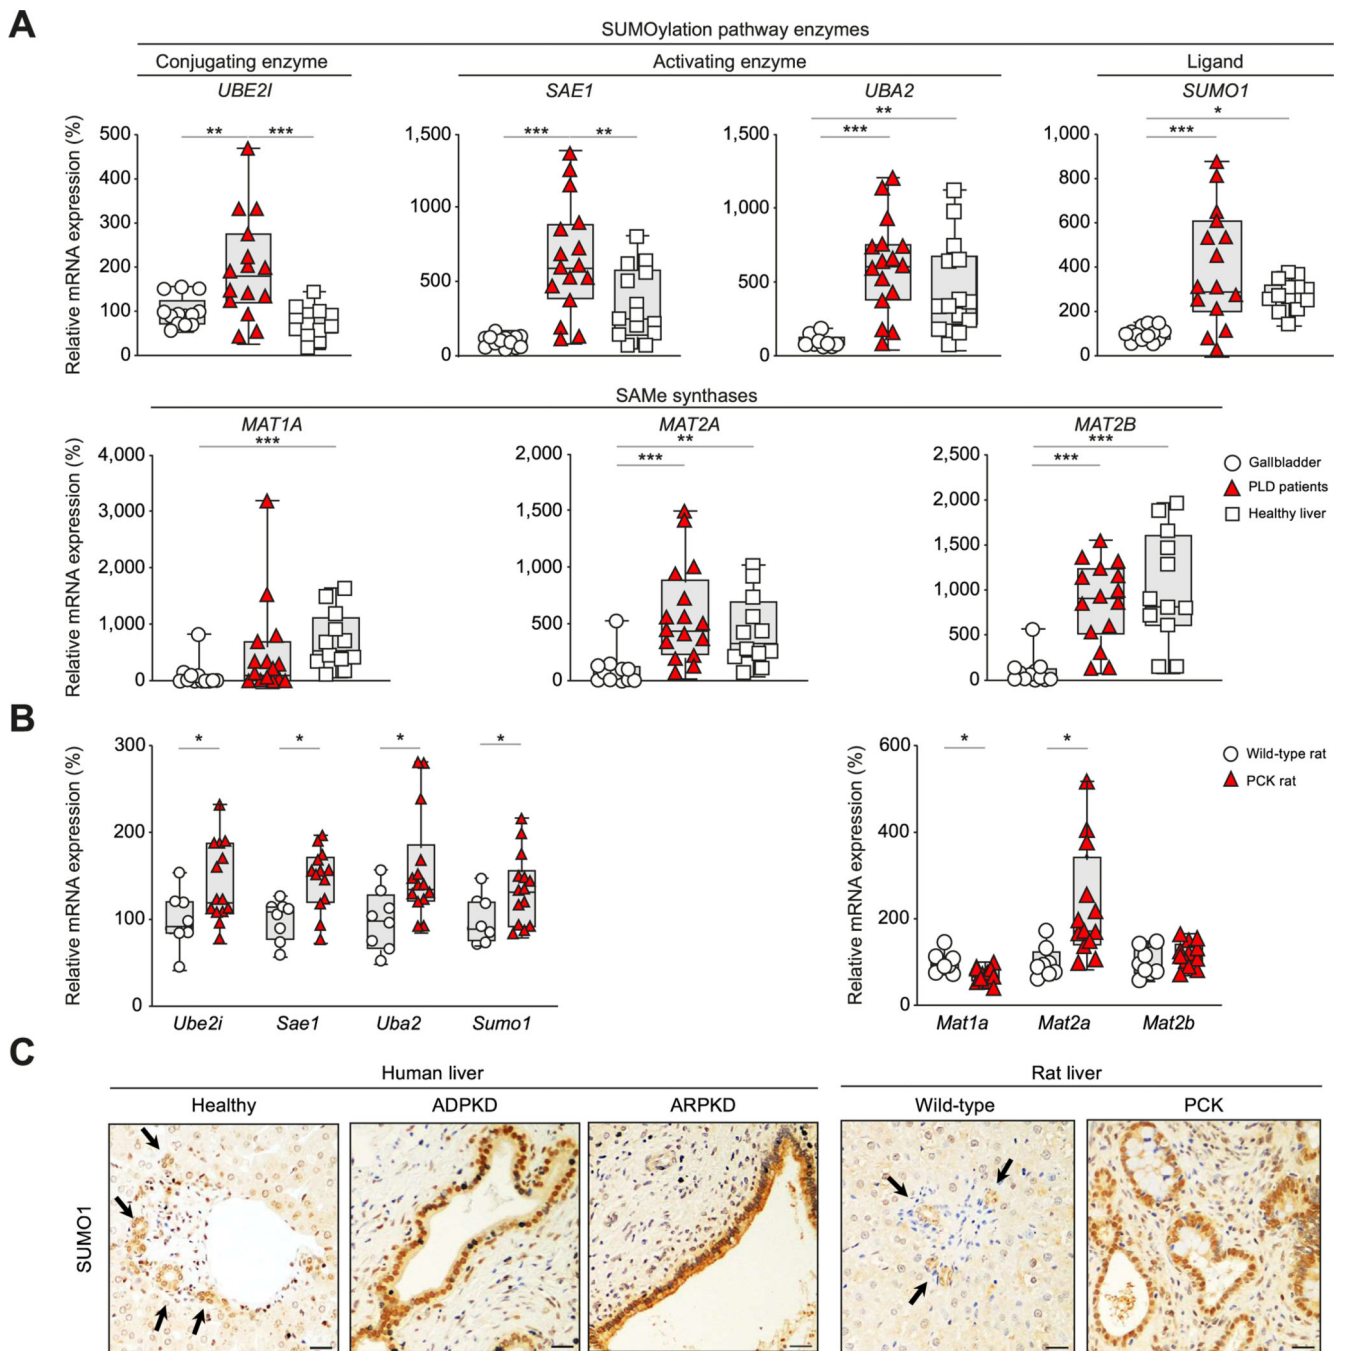 A
SUMOylation pathway enzymes
Conjugating enzyme
Activating enzyme
Ligand
UBE2I
SAE1
UBA2
SUMO1
Relative mRNA expression (%)
500
400
300
200
100
0
**
***
1,500
1000
500
0
***
**
1,500
1,000
500
0
**
***
1,000
800
600
400
200
0
*
***
SAMe synthases
MAT1A
MAT2A
MAT2B
Relative mRNA expression (%)
4,000
3,000
2,000
1,000
0
***
2,000
1,500
1,000
500
0
**
***
2,500
2,000
1,500
1,000
500
0
***
***
Gallbladder
PLD patients
Healthy liver
B
Relative mRNA expression (%)
300
200
100
0
*
*
*
*
Ube2i
Sae1
Uba2
Sumo1
Relative mRNA expression (%)
600
400
200
0
*
*
Mat1a
Mat2a
Mat2b
Wild-type rat
PCK rat
C
Human liver
Rat liver
Healthy
ADPKD
ARPKD
Wild-type
PCK
SUMO1